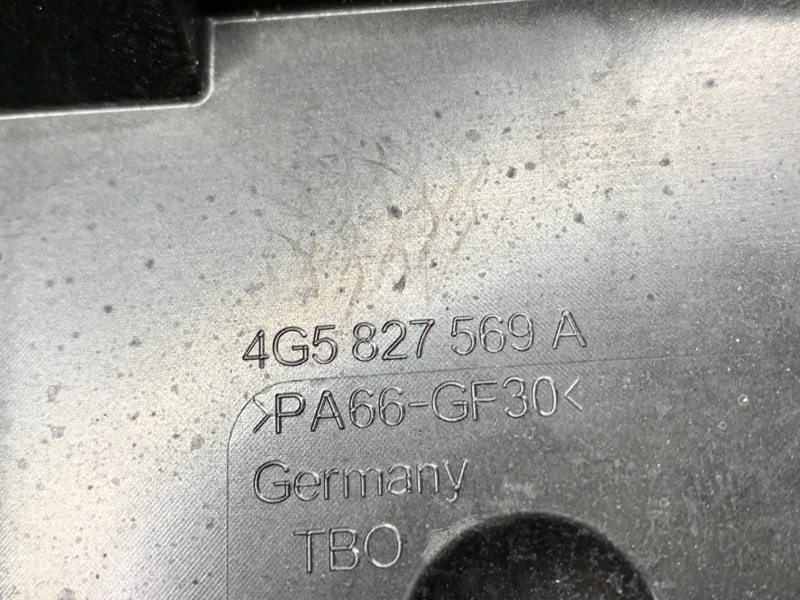 4G5 827 569 A
>PA66-GF30<
Germany
TBO